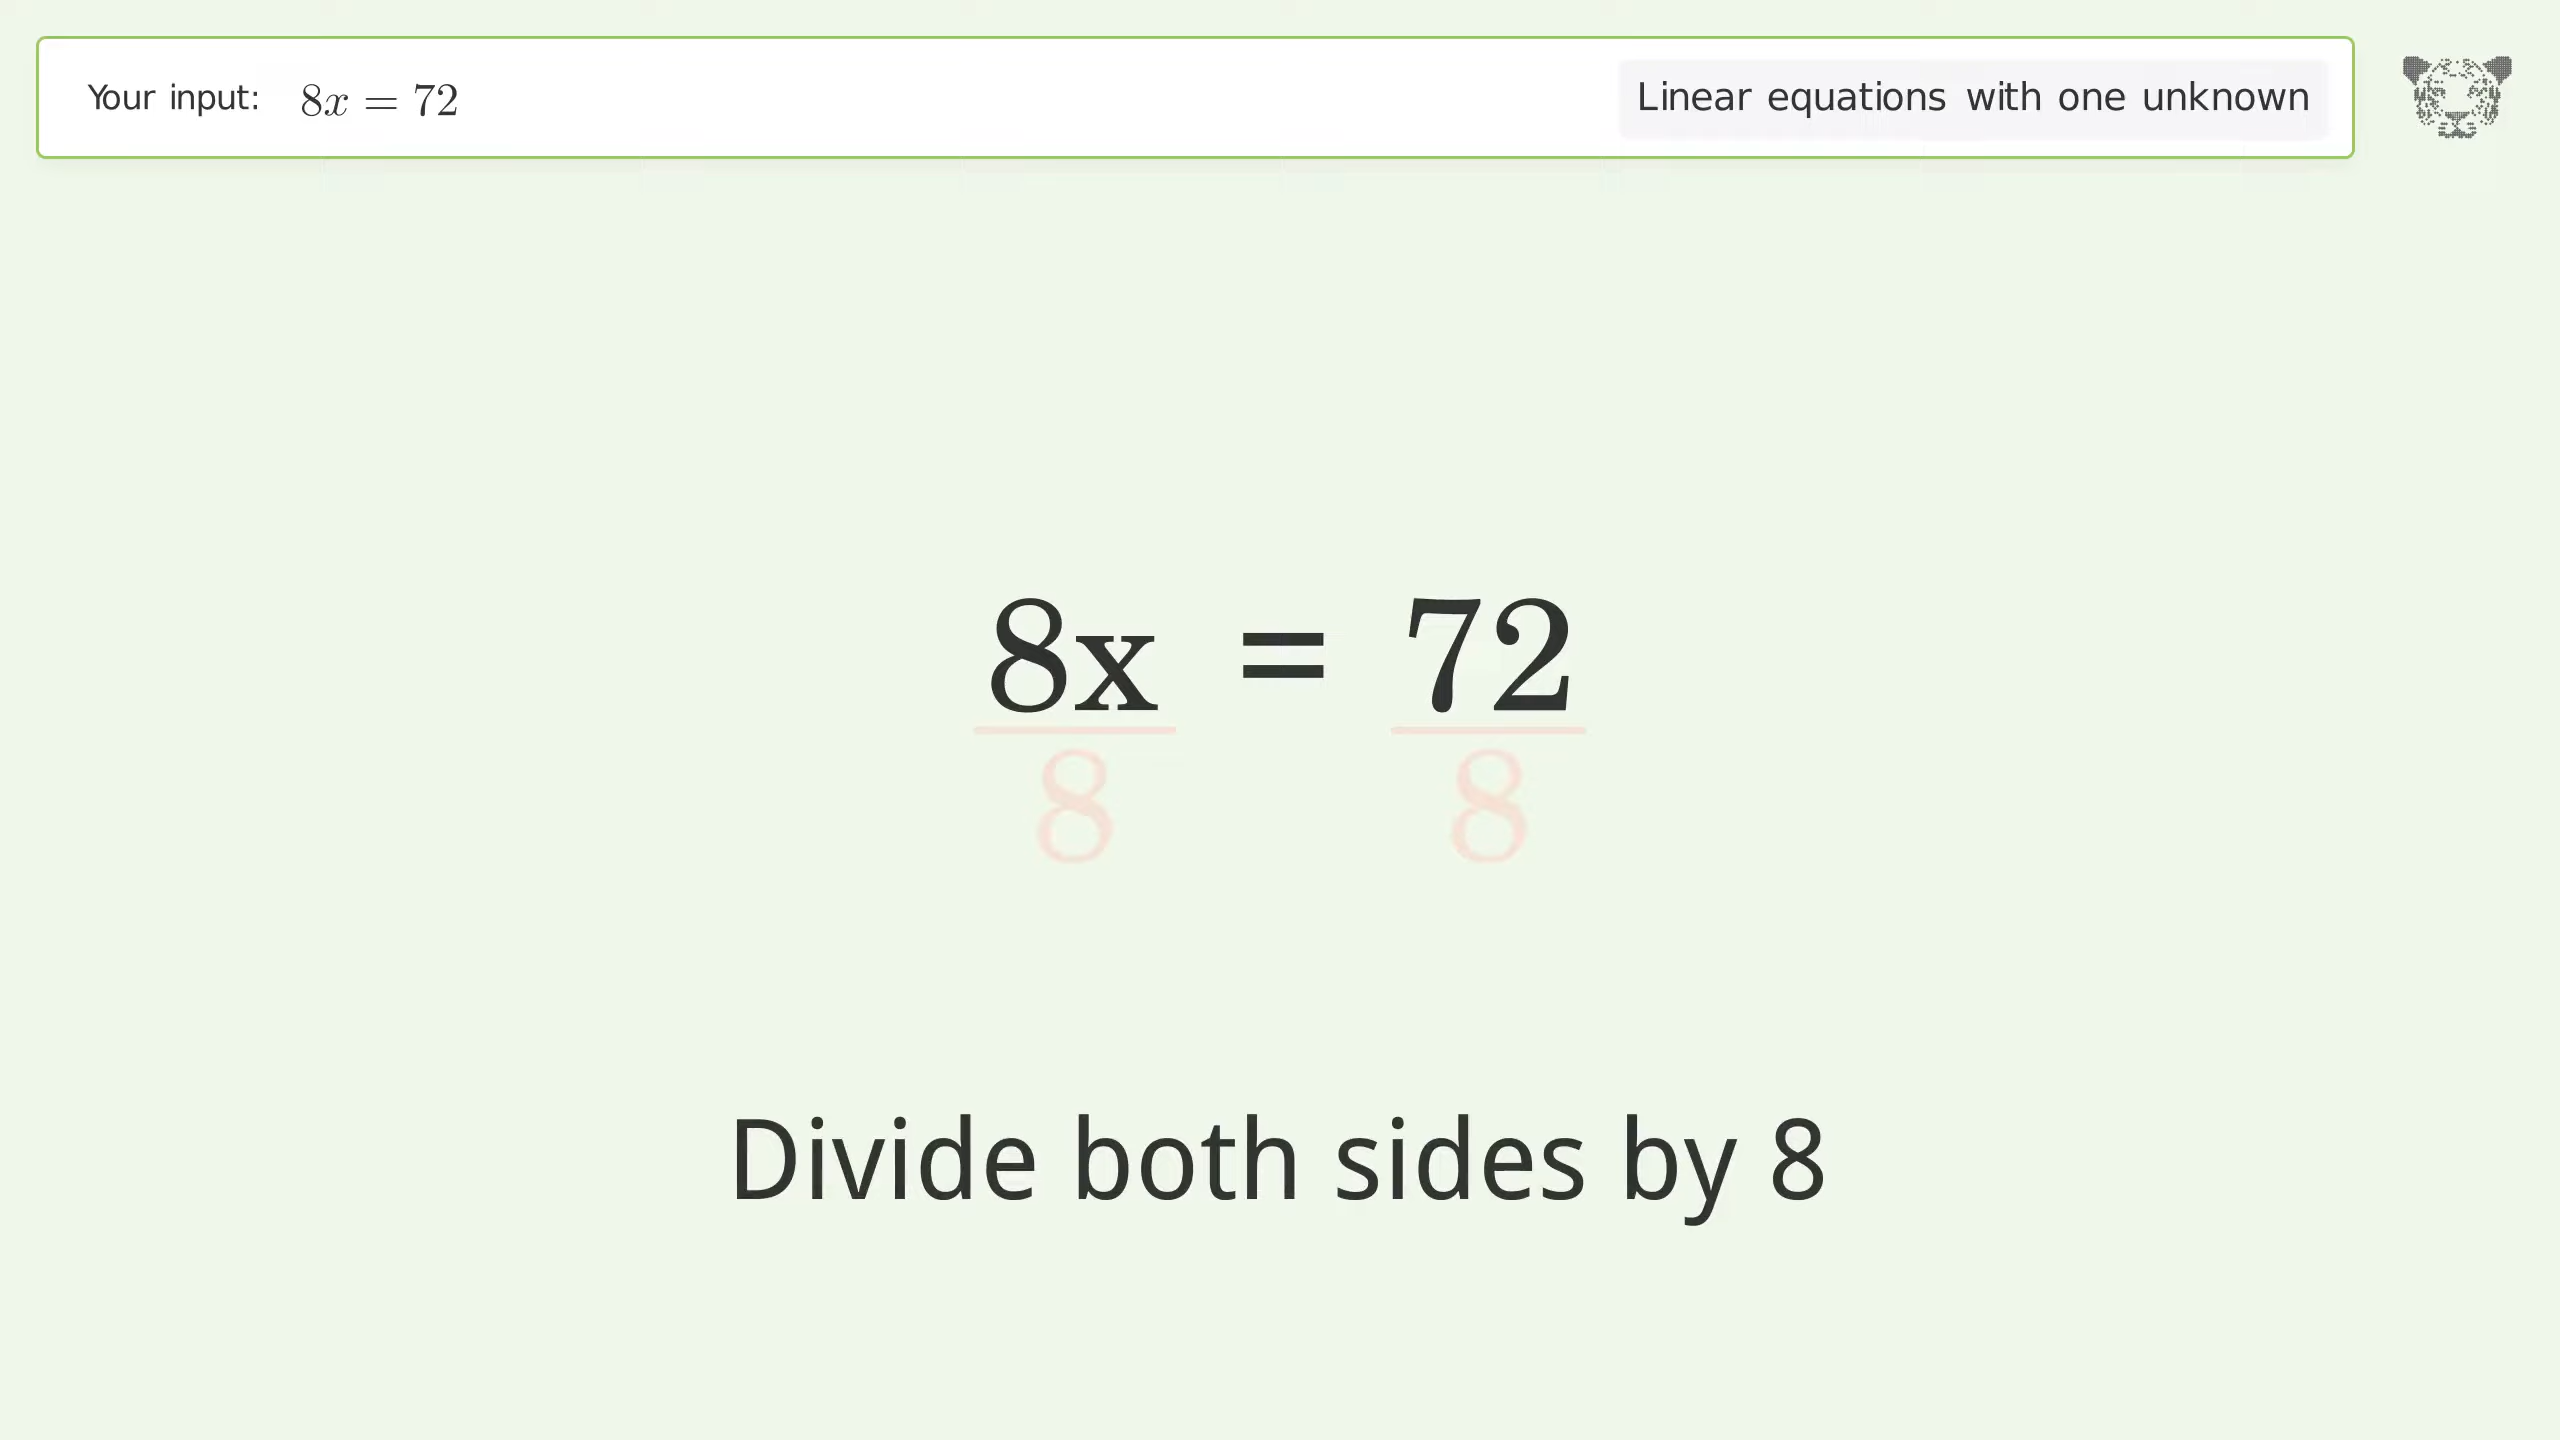 Your input: 8x = 72
Linear equations with one unknown
8x = 72
8 8
Divide both sides by 8